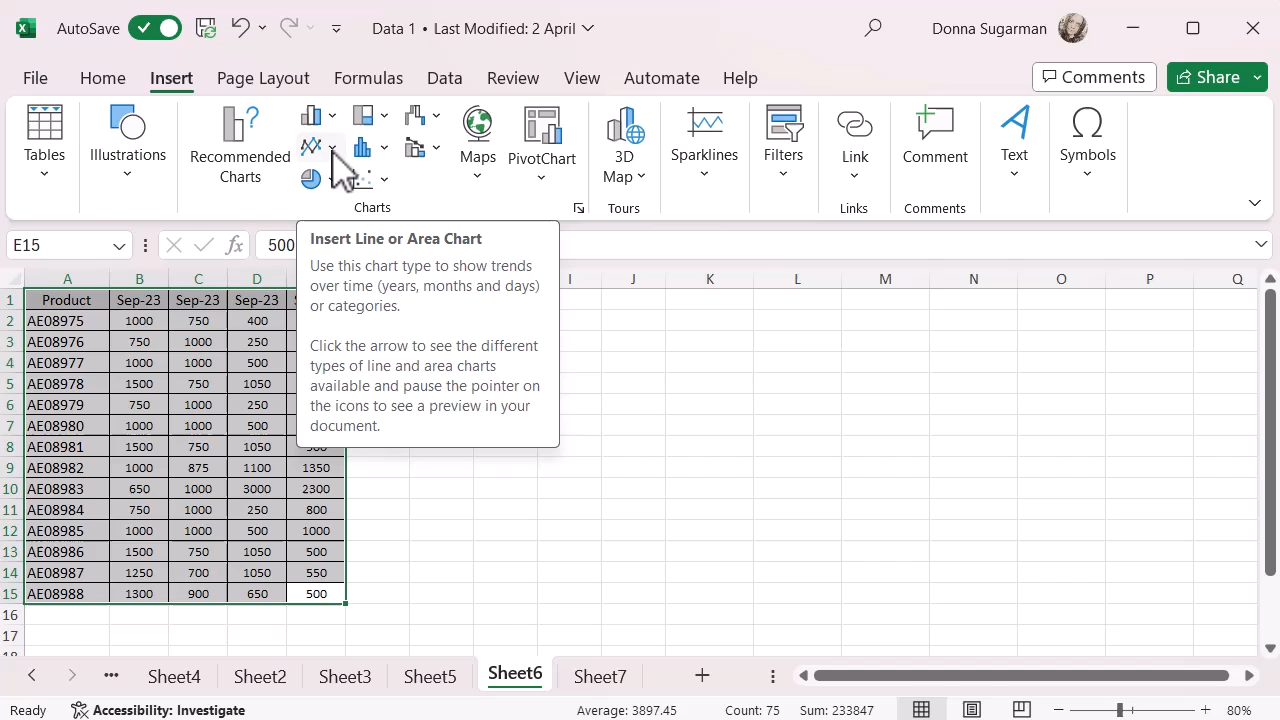 AutoSave
Data 1 • Last Modified: 2 April
Donna Sugarman
File Home Insert Page Layout Formulas Data Review View Automate Help
Comments Share
Tables
Illustrations
Recommended
Charts
Maps
PivotChart
3D
Map
Sparklines
Filters
Link
Comment
Text
Symbols
Charts Tours Links Comments
E15 fx 500
Insert Line or Area Chart
Use this chart type to show trends
over time (years, months and days)
or categories.
Click the arrow to see the different
types of line and area charts
available and pause the pointer on
the icons to see a preview in your
document.
A B C D I J K L M N O P Q
1 Product Sep-23 Sep-23 Sep-23
2 AE08975 1000 750 400
3 AE08976 750 1000 250
4 AE08977 1000 1000 500
5 AE08978 1500 750 1050
6 AE08979 750 1000 250
7 AE08980 1000 1000 500
8 AE08981 1500 750 1050
9 AE08982 1000 875 1100 1350
10 AE08983 650 1000 3000 2300
11 AE08984 750 1000 250 800
12 AE08985 1000 1000 500 1000
13 AE08986 1500 750 1050 500
14 AE08987 1250 700 1050 550
15 AE08988 1300 900 650 500
16
17
Sheet4 Sheet2 Sheet3 Sheet5 Sheet6 Sheet7
Ready Accessibility: Investigate Average: 3897.45 Count: 75 Sum: 233847 80%